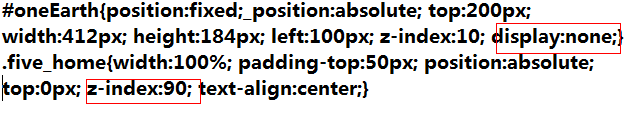 #oneEarth{position:fixed;_position:absolute; top:200px;
width:412px; height:184px; left:100px; z-index:10; display:none;}
.five_home{width:100%; padding-top:50px; position:absolute;
top:0px; z-index:90; text-align:center;}